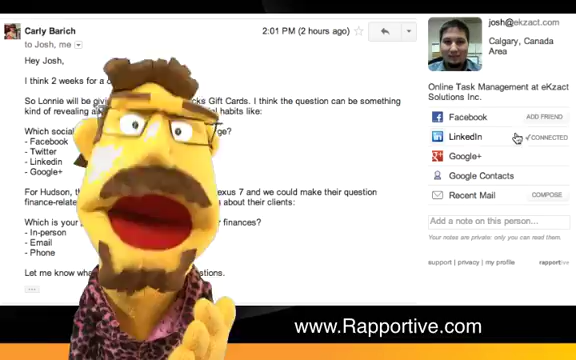 Carly Barich
2:01 PM (2 hours ago)
to Josh, me
Hey Josh,
I think 2 weeks for a
So Lonnie will be cks Gift Cards. I think the question can be something
kind of revealing a habits like:
Which social ge?
- Facebook
- Twitter
- Linkedin
- Google+
For Hudson, exus 7 and we could make their question
finance-rela about their clients:
Which is your finances?
- In-person
- Email
- Phone
Let me know wha stions.
josh@ekzact.com
Calgary, Canada
Area
Online Task Management at eKzact
Solutions Inc.
Facebook ADD FRIEND
LinkedIn ✓CONNECTED
Google+
Google Contacts
Recent Mail COMPOSE
Add a note on this person...
Your notes are private: only you can read them.
support | privacy | my profile rapportive
www.Rapportive.com